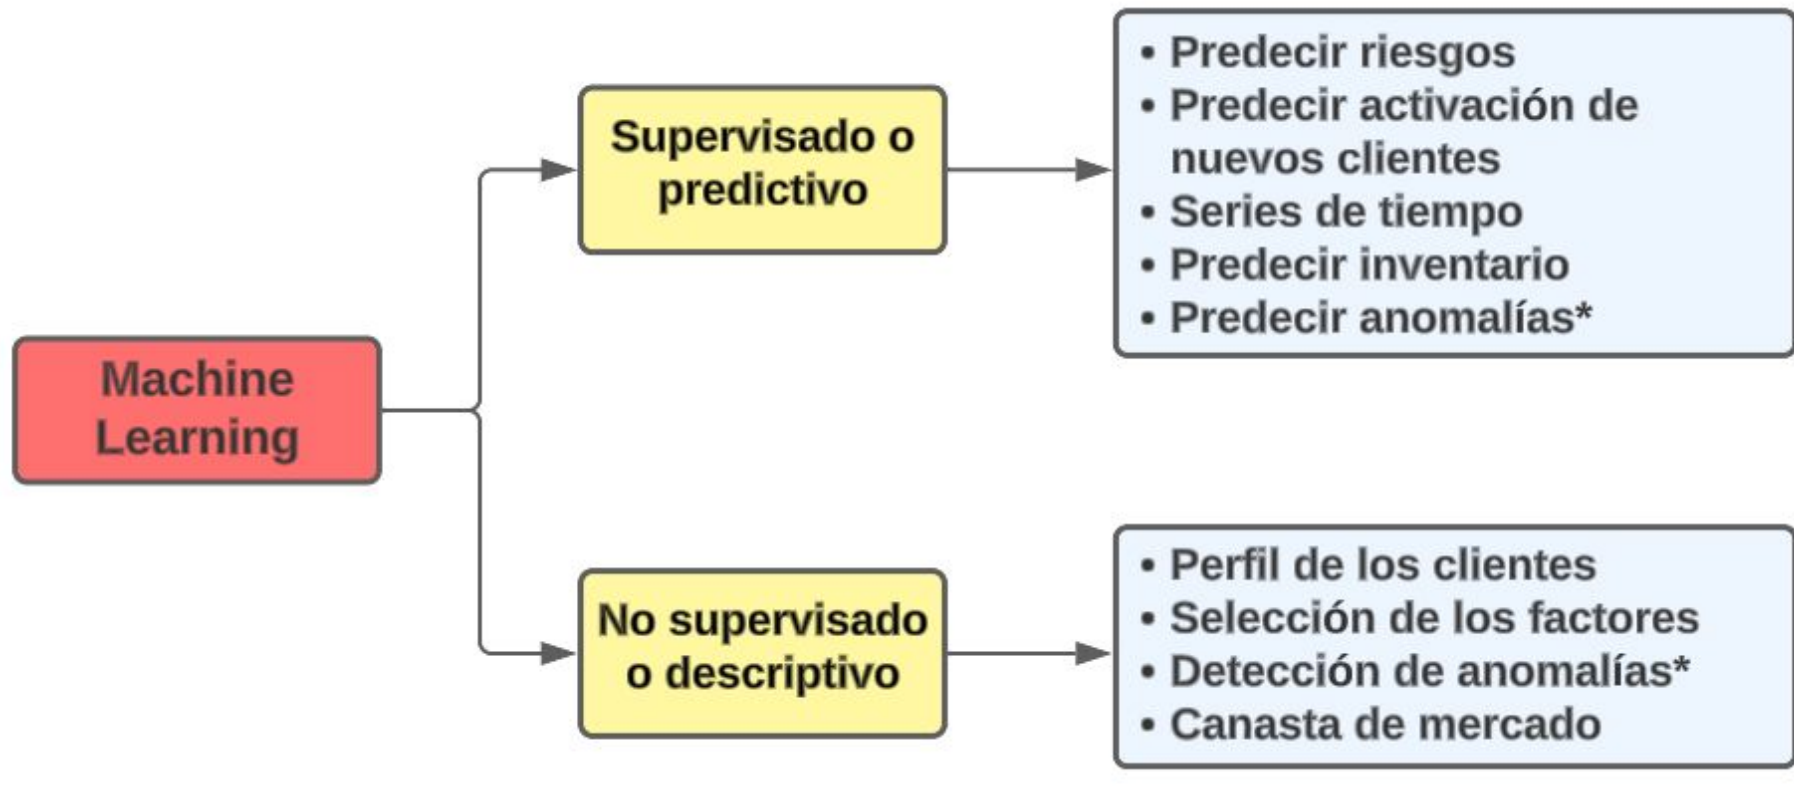 Machine
Learning
Supervisado o
predictivo
• Predecir riesgos
• Predecir activación de
nuevos clientes
• Series de tiempo
• Predecir inventario
• Predecir anomalías*
No supervisado
o descriptivo
• Perfil de los clientes
• Selección de los factores
• Detección de anomalías*
• Canasta de mercado